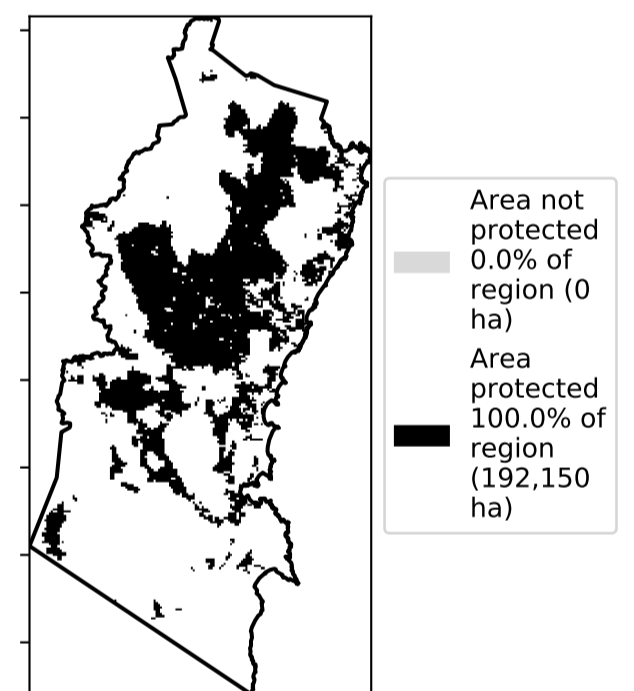 Area not
protected
0.0% of
region (0
ha)
Area
protected
100.0% of
region
(192,150
ha)